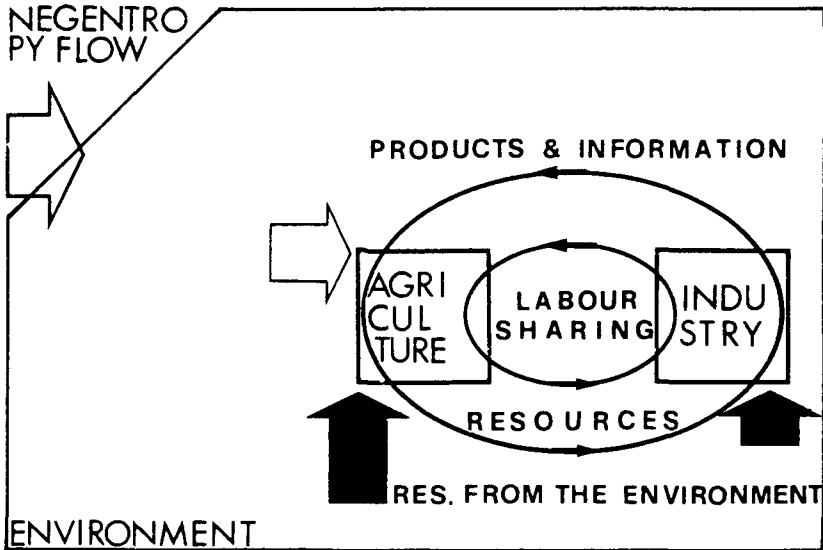 NEGENTRO
PY FLOW
PRODUCTS & INFORMATION
AGRI
CUL
TURE
LABOUR
SHARING
INDU
STRY
RESOURCES
RES. FROM THE ENVIRONMENT
ENVIRONMENT